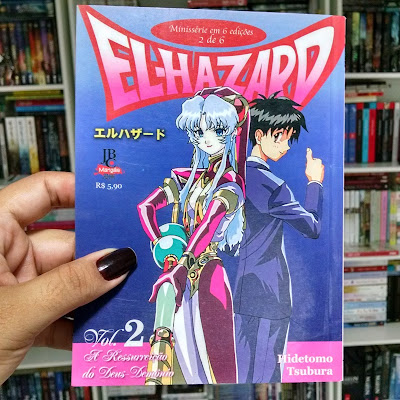 Minissérie em 6 edições
2 de 6
EL-HAZARD
エルハザード
JBC
Mangás
R$ 5,90
Vol. 2
A Ressurreição
do Deus-Demônio
Hidetomo
Tsubura